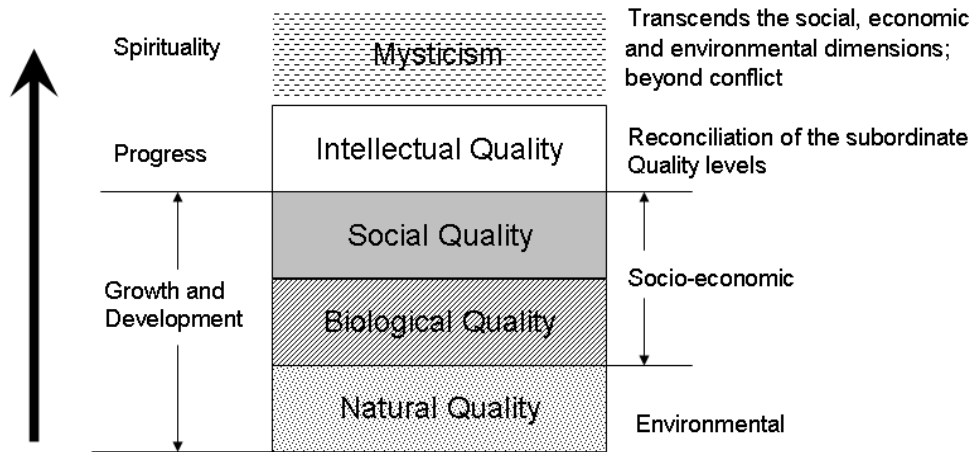 Spirituality
Mysticism
Transcends the social, economic
and environmental dimensions;
beyond conflict
Progress
Intellectual Quality
Reconciliation of the subordinate
Quality levels
Social Quality
Growth and
Development
Socio-economic
Biological Quality
Natural Quality
Environmental